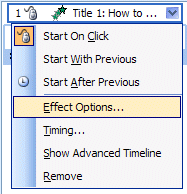 1 Title 1: How to ...
Start On Click
Start With Previous
Start After Previous
Effect Options...
Timing...
Show Advanced Timeline
Remove